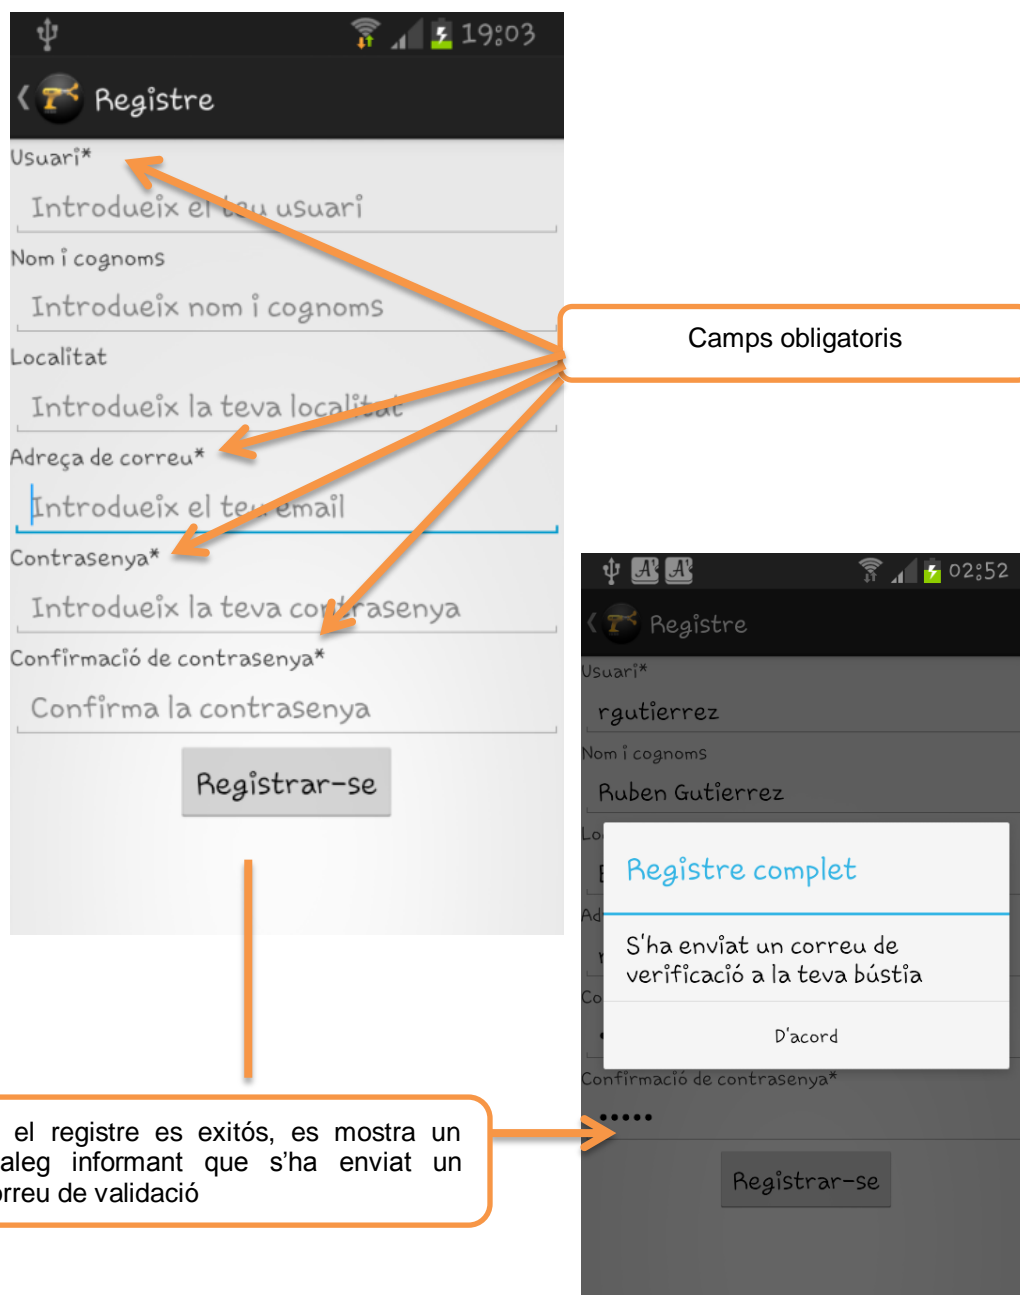 19:03
Registre
Usuari*
Introdueix el teu usuari
Nom i cognoms
Introdueix nom i cognoms
Localitat
Introdueix la teva localitat
Adreça de correu*
Introdueix el teu email
Contrasenya*
Introdueix la teva contrasenya
Confirmació de contrasenya*
Confirma la contrasenya
Registrar-se
Camps obligatoris
el registre es exitós, es mostra un
informant que s'ha enviat un
de validació
02:52
Registre
Usuari*
rgutierrez
Nom i cognoms
Ruben Gutierrez
Registre complet
S'ha enviat un correu de
verificació a la teva bústia
D'acord
Confirmació de contrasenya*
•••••
Registrar-se